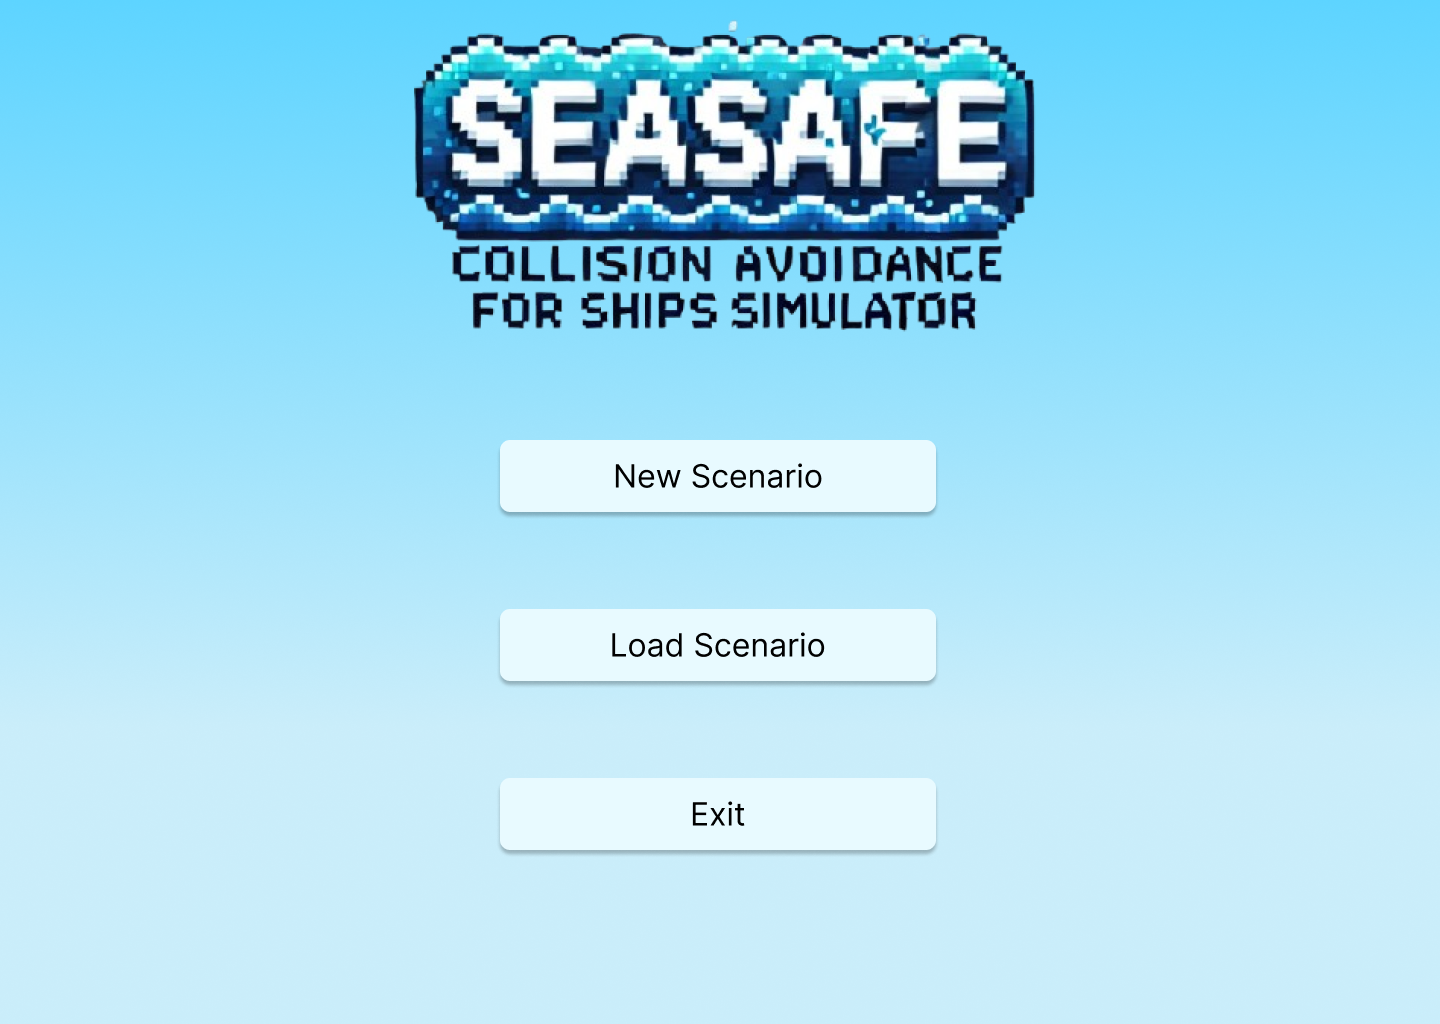 SEASAFE
COLLISION AVOIDANCE
FOR SHIPS SIMULATOR
New Scenario
Load Scenario
Exit